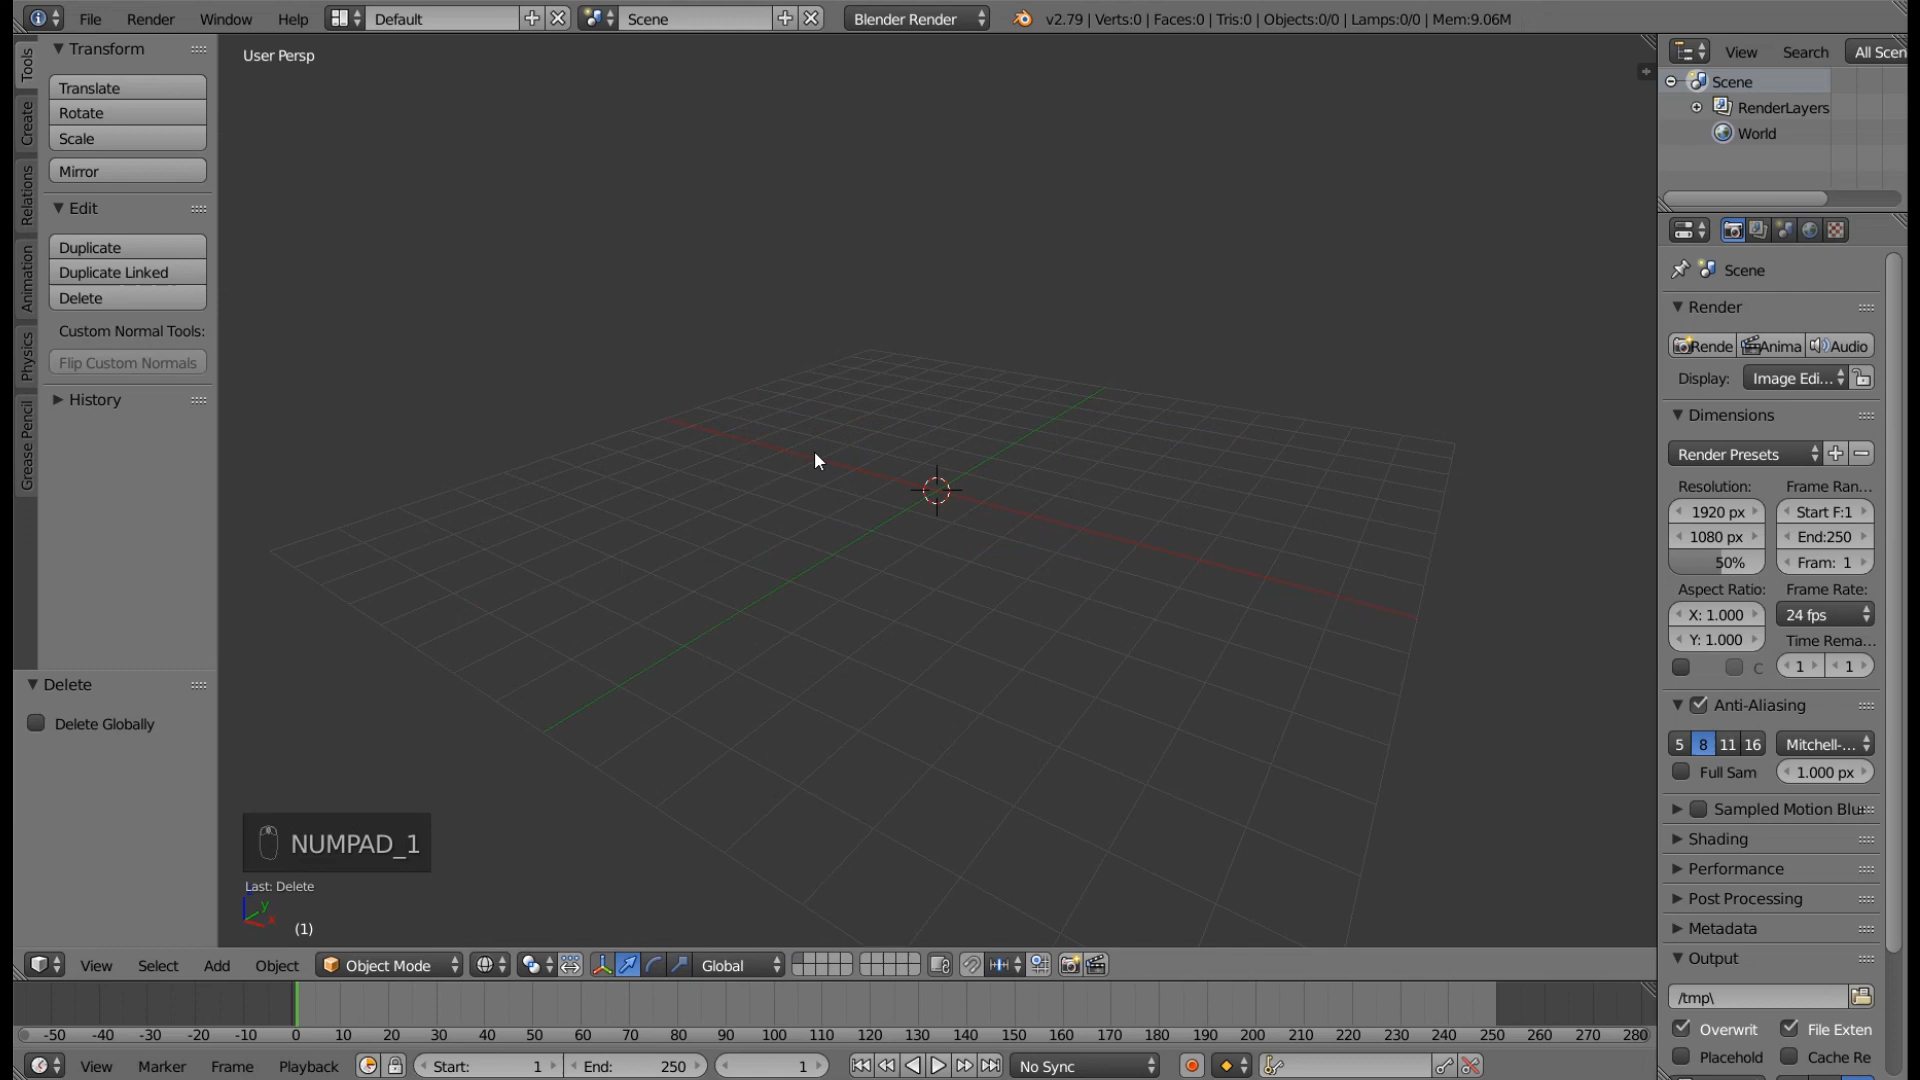 File Render Window Help Default Scene Blender Render v2.79 | Verts:0 | Faces:0 | Tris:0 | Objects:0/0 | Lamps:0/0 | Mem:9.06M
Tools
Create
Relations
Animation
Physics
Grease Pencil
Transform
Translate
Rotate
Scale
Mirror
Edit
Duplicate
Duplicate Linked
Delete
Custom Normal Tools:
Flip Custom Normals
History
Delete
Delete Globally
User Persp
NUMPAD_1
Last: Delete
y
x
(1)
View Select Add Object Object Mode Global
-50 -40 -30 -20 -10 0 10 20 30 40 50 60 70 80 90 100 110 120 130 140 150 160 170 180 190 200 210 220 230 240 250 260 270 280
View Marker Frame Playback Start: 1 End: 250 1 No Sync
View Search All Scen
Scene
RenderLayers
World
Scene
Render
Rende Anima Audio
Display: Image Edi...
Dimensions
Render Presets
Resolution: Frame Ran...
1920 px Start F:1
1080 px End:250
50% Fram: 1
Aspect Ratio: Frame Rate:
X: 1.000 24 fps
Y: 1.000 Time Rema...
C 1 1
Anti-Aliasing
5 8 11 16 Mitchell-...
Full Sam 1.000 px
Sampled Motion Blu
Shading
Performance
Post Processing
Metadata
Output
/tmp\
Overwrit File Exten
Placehold Cache Re